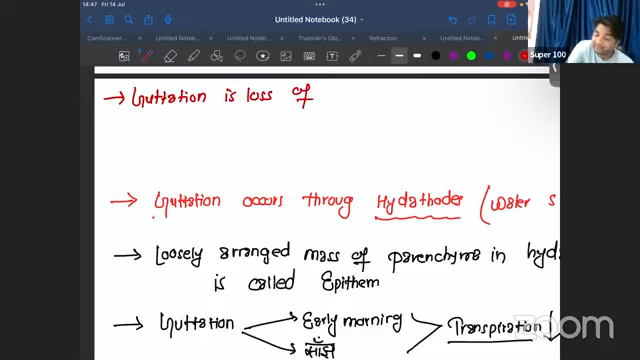 14:47 Fri 14 Jul
Untitled Notebook (34)
CamScanner... Untitled Notebook... Untitled Notebook... Trueman's Object... Refraction Untitled Notebook...
Super 100
→ Guttation is loss of
→ Guttation occurs throug Hydathodes (Water s
→ Loosely arranged mass of parenchyma in hyd
is called Epithem
→ Guttation Early morning Transpiration ↓
zoom